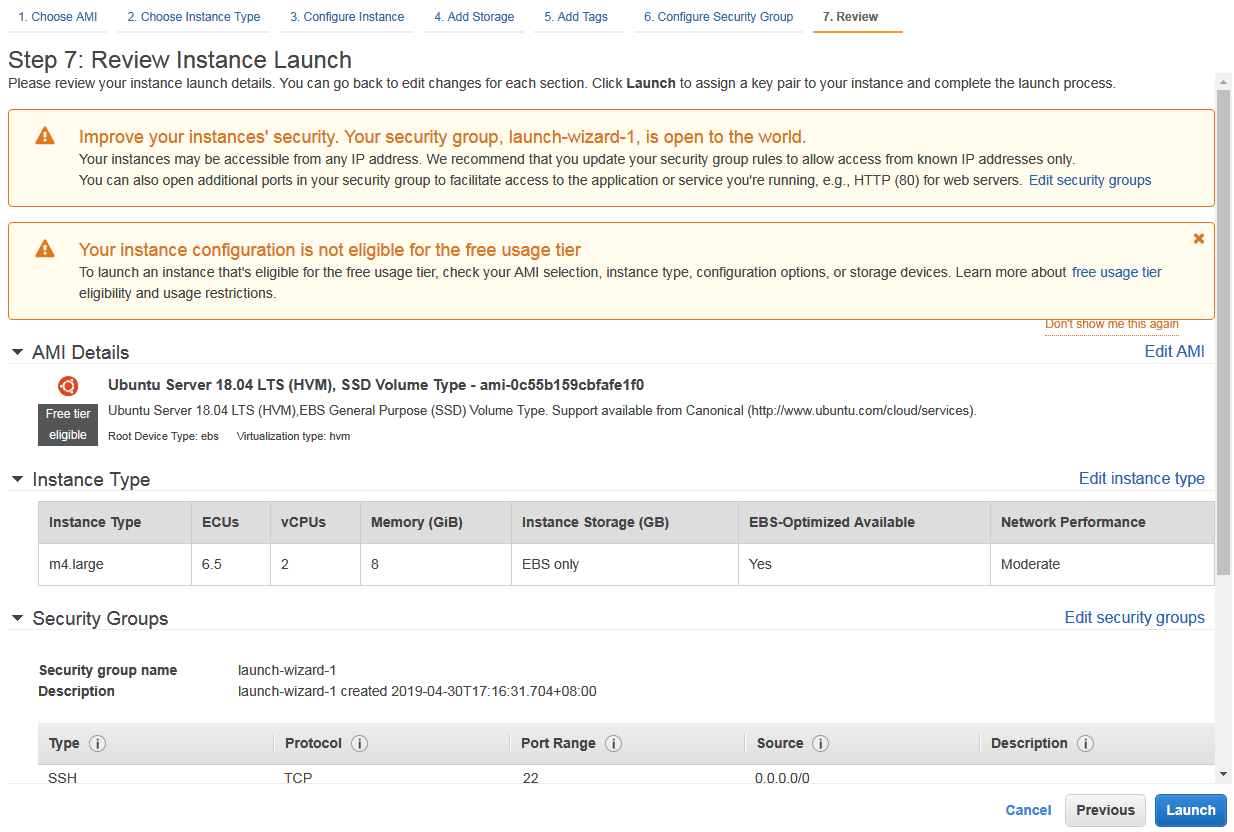 1. Choose AMI 2. Choose Instance Type 3. Configure Instance 4. Add Storage 5. Add Tags 6. Configure Security Group 7. Review
Step 7: Review Instance Launch
Please review your instance launch details. You can go back to edit changes for each section. Click Launch to assign a key pair to your instance and complete the launch process.
Improve your instances' security. Your security group, launch-wizard-1, is open to the world.
Your instances may be accessible from any IP address. We recommend that you update your security group rules to allow access from known IP addresses only.
You can also open additional ports in your security group to facilitate access to the application or service you're running, e.g., HTTP (80) for web servers. Edit security groups
Your instance configuration is not eligible for the free usage tier
To launch an instance that's eligible for the free usage tier, check your AMI selection, instance type, configuration options, or storage devices. Learn more about free usage tier
eligibility and usage restrictions.
Don't show me this again
AMI Details Edit AMI
Ubuntu Server 18.04 LTS (HVM), SSD Volume Type - ami-0c55b159cbfafe1f0
Free tier
eligible
Ubuntu Server 18.04 LTS (HVM),EBS General Purpose (SSD) Volume Type. Support available from Canonical (http://www.ubuntu.com/cloud/services).
Root Device Type: ebs Virtualization type: hvm
Instance Type Edit instance type
Instance Type ECUs vCPUs Memory (GiB) Instance Storage (GB) EBS-Optimized Available Network Performance
m4.large 6.5 2 8 EBS only Yes Moderate
Security Groups Edit security groups
Security group name launch-wizard-1
Description launch-wizard-1 created 2019-04-30T17:16:31.704+08:00
Type Protocol Port Range Source Description
SSH TCP 22 0.0.0.0/0
Cancel Previous Launch